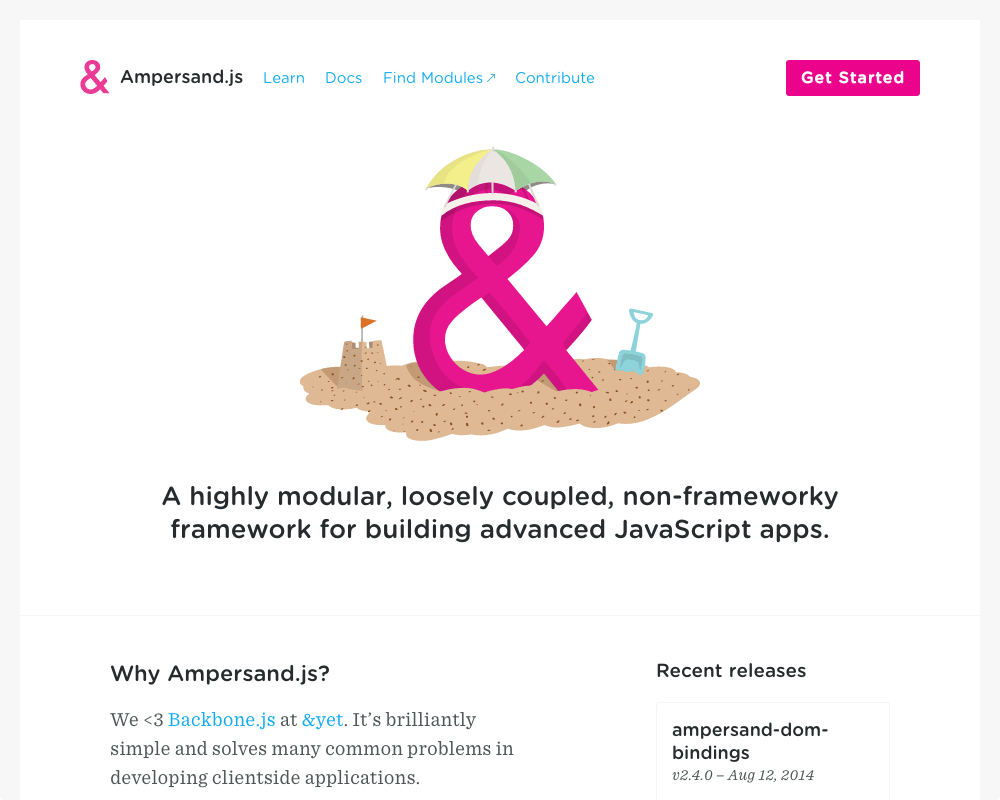 & Ampersand.js Learn Docs Find Modules↗ Contribute Get Started
&
A highly modular, loosely coupled, non-frameworky
framework for building advanced JavaScript apps.
Why Ampersand.js?
We <3 Backbone.js at &yet. It’s brilliantly
simple and solves many common problems in
developing clientside applications.
Recent releases
ampersand-dom-
bindings
v2.4.0 – Aug 12, 2014